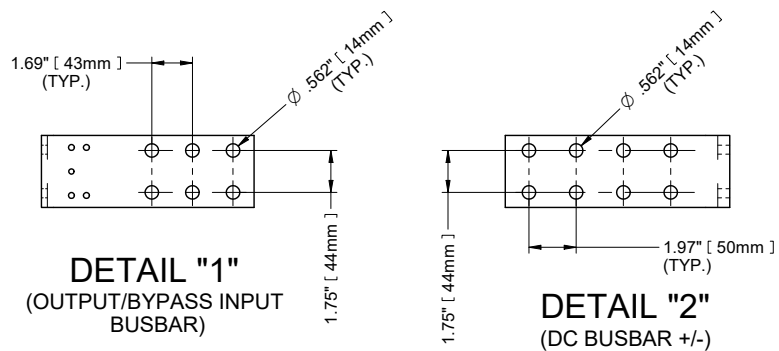 1.69" [ 43mm ]
(TYP.)
Ø .562" [ 14mm ]
(TYP.)
1.75" [ 44mm ]
DETAIL "1"
(OUTPUT/BYPASS INPUT
BUSBAR)
Ø .562" [ 14mm ]
(TYP.)
1.75" [ 44mm ]
1.97" [ 50mm ]
(TYP.)
DETAIL "2"
(DC BUSBAR +/-)